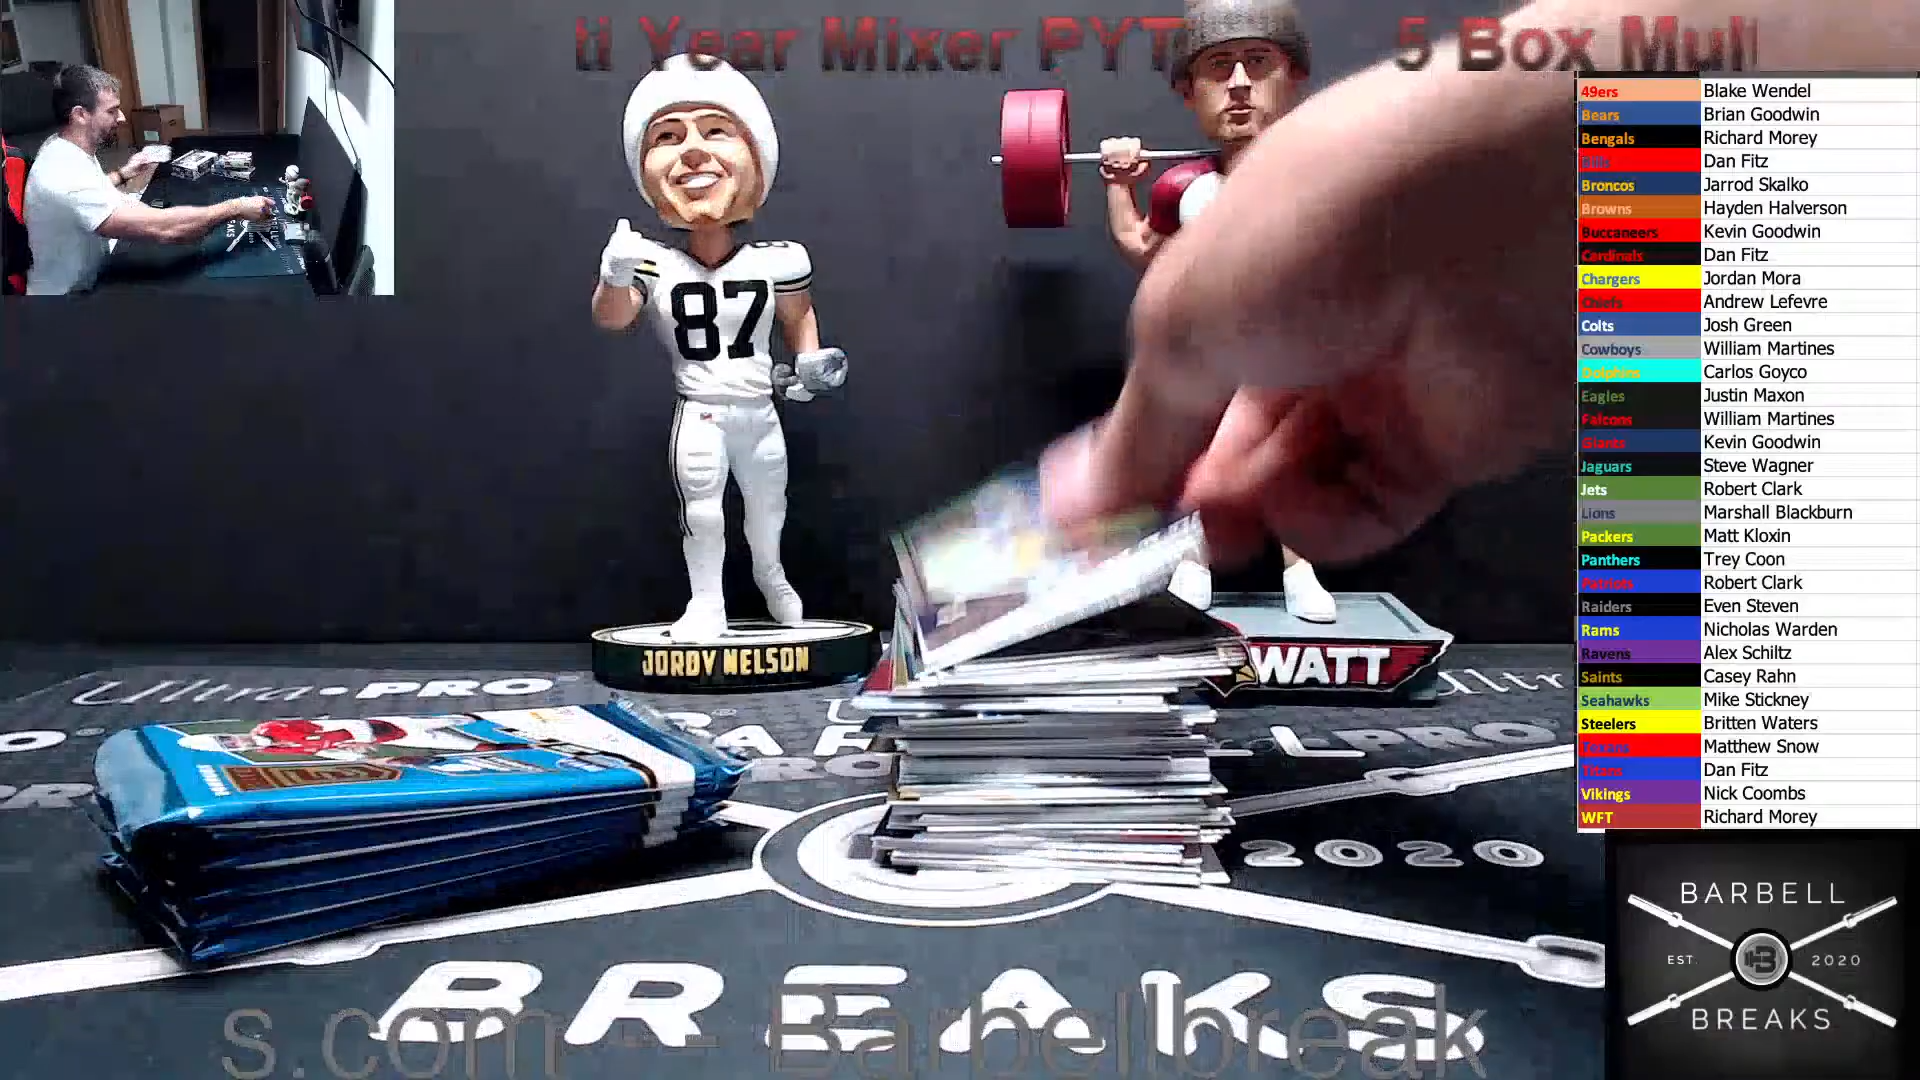 ti Year Mixer PYT 5 Box Mul
49ers Blake Wendel
Bears Brian Goodwin
Bengals Richard Morey
Bills Dan Fitz
Broncos Jarrod Skalko
Browns Hayden Halverson
Buccaneers Kevin Goodwin
Cardinals Dan Fitz
Chargers Jordan Mora
Chiefs Andrew Lefevre
Colts Josh Green
Cowboys William Martines
Dolphins Carlos Goyco
Eagles Justin Maxon
Falcons William Martines
Giants Kevin Goodwin
Jaguars Steve Wagner
Jets Robert Clark
Lions Marshall Blackburn
Packers Matt Kloxin
Panthers Trey Coon
Patriots Robert Clark
Raiders Even Steven
Rams Nicholas Warden
Ravens Alex Schiltz
Saints Casey Rahn
Seahawks Mike Stickney
Steelers Britten Waters
Texans Matthew Snow
Titans Dan Fitz
Vikings Nick Coombs
WFT Richard Morey
87
JORDY NELSON
WATT
Ultra PRO
2020
BREAKS
s.com -- Barbellbreak
BARBELL
EST. B 2020
BREAKS